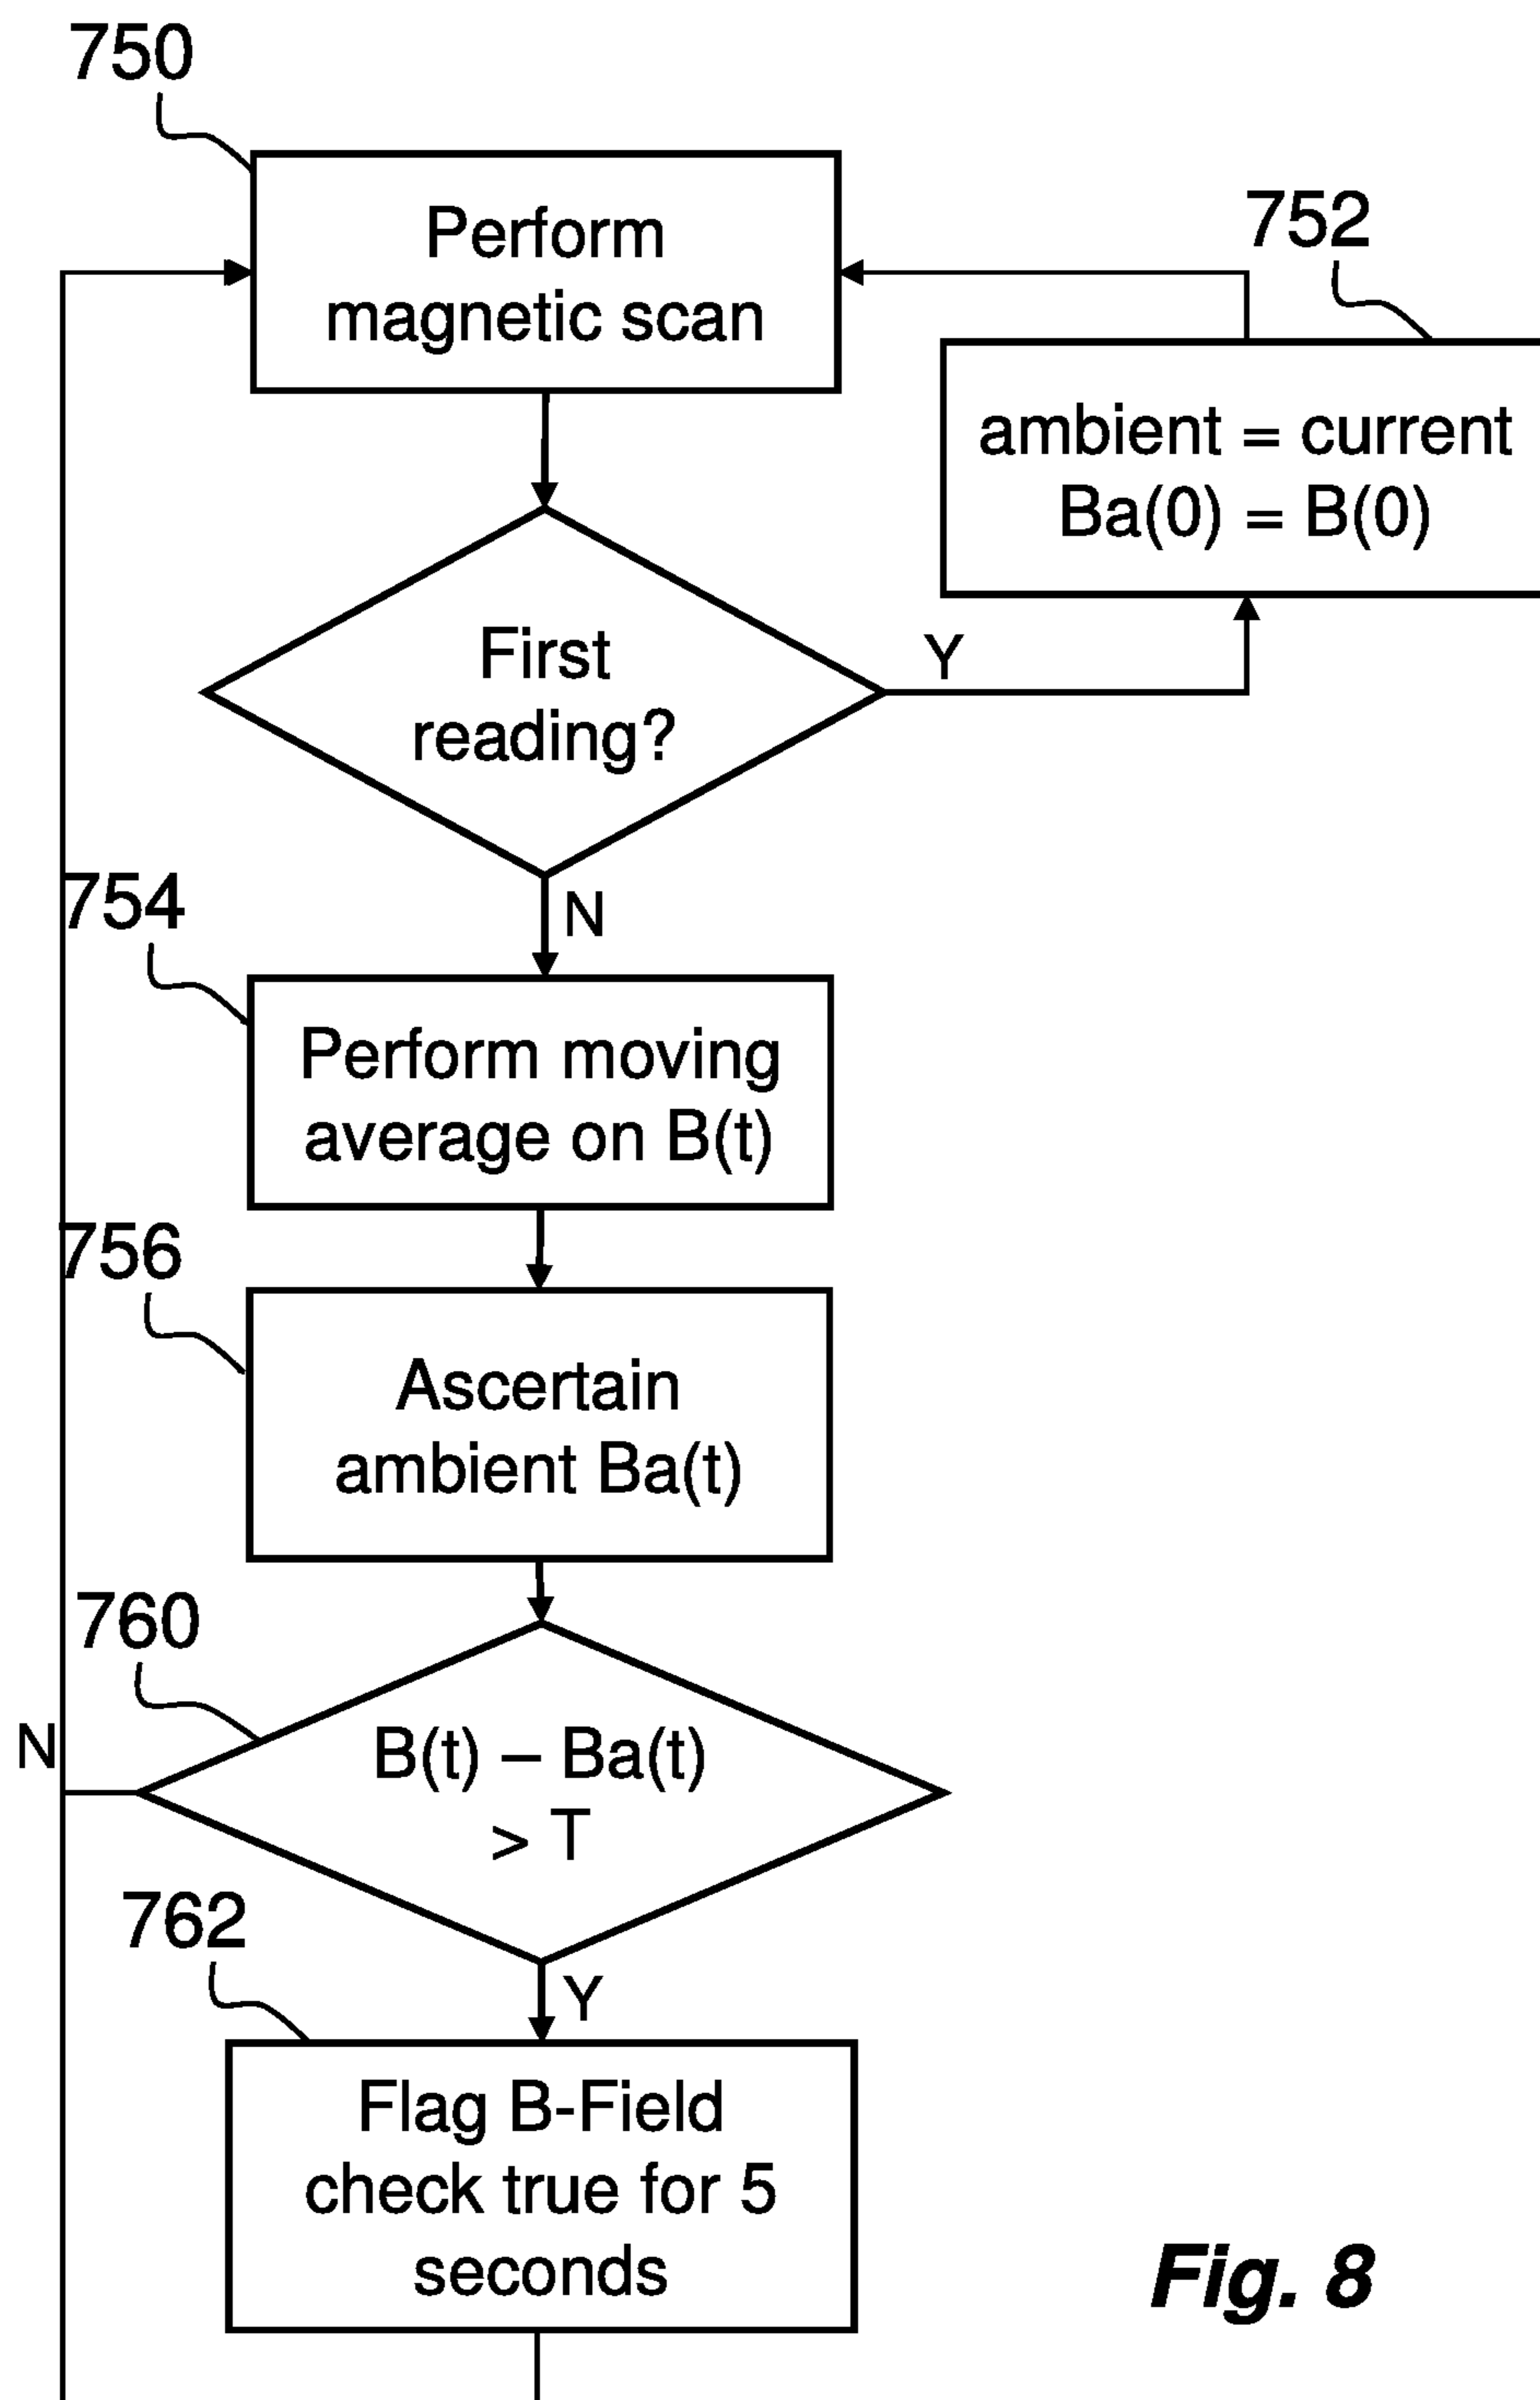 750
Perform
magnetic scan
752
ambient = current
Ba(0) = B(0)
First
reading?
Y
N
754
Perform moving
average on B(t)
756
Ascertain
ambient Ba(t)
760
B(t) – Ba(t)
> T
N
Y
762
Flag B-Field
check true for 5
seconds
Fig. 8